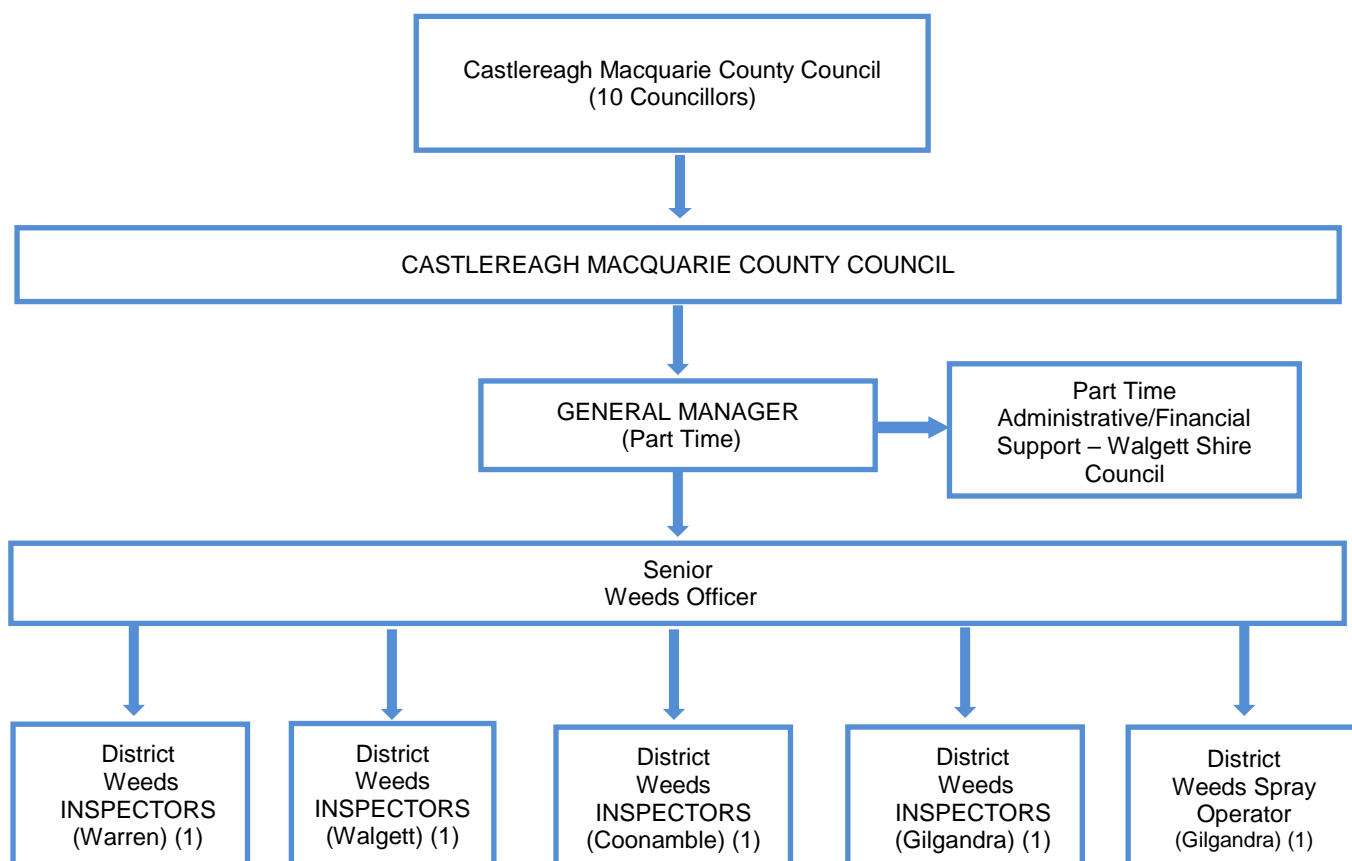 Castlereagh Macquarie County Council
(10 Councillors)
CASTLEREAGH MACQUARIE COUNTY COUNCIL
GENERAL MANAGER
(Part Time)
Part Time
Administrative/Financial
Support – Walgett Shire
Council
Senior
Weeds Officer
District
Weeds
INSPECTORS
(Warren) (1)
District
Weeds
INSPECTORS
(Walgett) (1)
District
Weeds
INSPECTORS
(Coonamble) (1)
District
Weeds
INSPECTORS
(Gilgandra) (1)
District
Weeds Spray
Operator
(Gilgandra) (1)